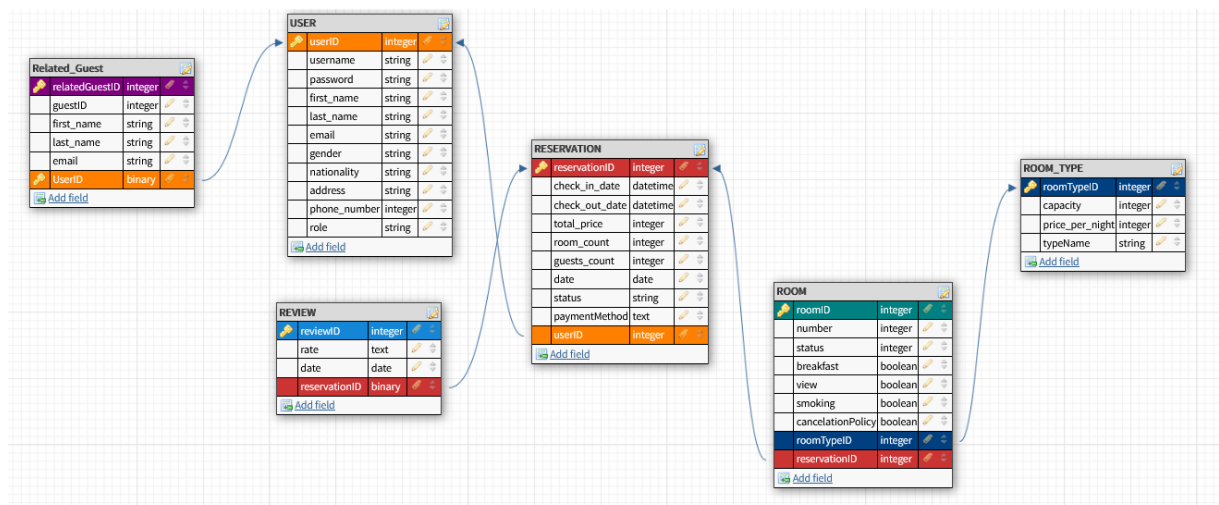 Related_Guest
relatedGuestID integer
guestID integer
first_name string
last_name string
email string
UserID binary
Add field
USER
userID integer
username string
password string
first_name string
last_name string
email string
gender string
nationality string
address string
phone_number integer
role string
Add field
REVIEW
reviewID integer
rate text
date date
reservationID binary
Add field
RESERVATION
reservationID integer
check_in_date datetime
check_out_date datetime
total_price integer
room_count integer
guests_count integer
date date
status string
paymentMethod text
userID integer
Add field
ROOM
roomID integer
number integer
status integer
breakfast boolean
view boolean
smoking boolean
cancelationPolicy boolean
roomTypeID integer
reservationID integer
Add field
ROOM_TYPE
roomTypeID integer
capacity integer
price_per_night integer
typeName string
Add field